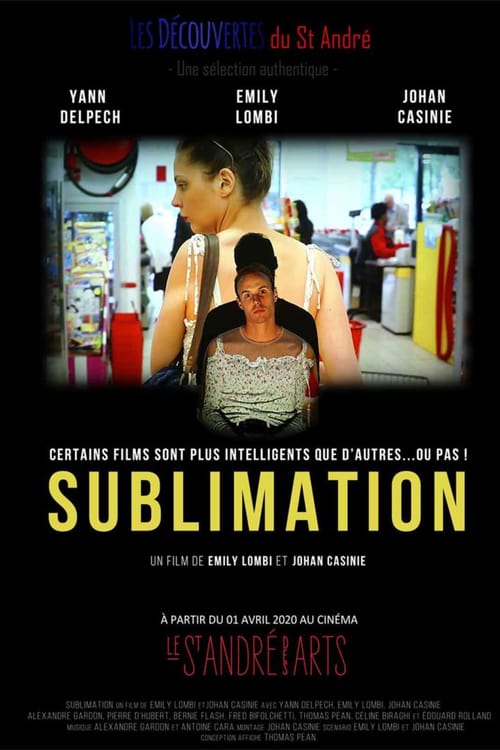 LES DÉCOUVERTES du ST ANDRÉ
- Une sélection authentique -
YANN DELPECH
EMILY LOMBI
JOHAN CASINIE
CERTAINS FILMS SONT PLUS INTELLIGENTS QUE D'AUTRES...OU PAS !
SUBLIMATION
UN FILM DE EMILY LOMBI ET JOHAN CASINIE
À PARTIR DU 01 AVRIL 2020 AU CINÉMA
LE ST ANDRÉ DES ARTS
SUBLIMATION UN FILM DE EMILY LOMBI ETJOHAN CASINIE AVEC YANN DELPECH, EMILY LOMBI, JOHAN CASINIE
ALEXANDRE GARDON, PIERRE D'HUBERT, BERNIE FLASH, FRED BIFOLCHETTI, THOMAS PEAN, CELINE BIRAGHI ET ÉDOUARD ROLLAND
MUSIQUE ALEXANDRE GARDON ET ANTOINE CARA MONTAGE JOHAN CASINIE SCENARIO EMILY LOMBI ET JOHAN CASINIE
CONCEPTION AFFICHE THOMAS PEAN